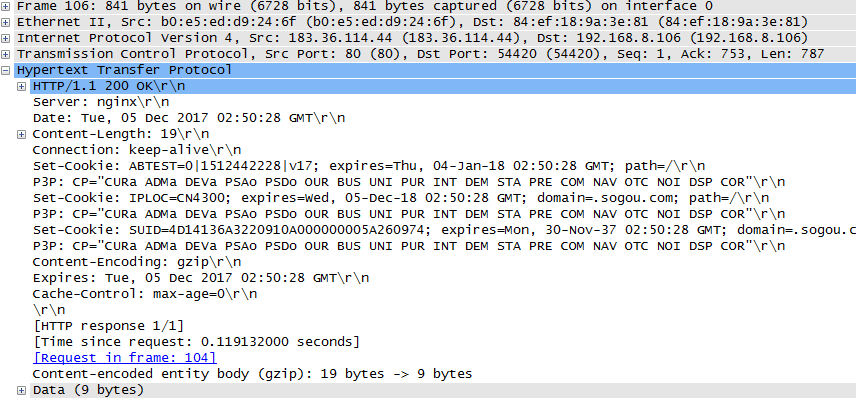 Frame 106: 841 bytes on wire (6728 bits), 841 bytes captured (6728 bits) on interface 0
Ethernet II, Src: b0:e5:ed:d9:24:6f (b0:e5:ed:d9:24:6f), Dst: 84:ef:18:9a:3e:81 (84:ef:18:9a:3e:81)
Internet Protocol Version 4, Src: 183.36.114.44 (183.36.114.44), Dst: 192.168.8.106 (192.168.8.106)
Transmission Control Protocol, Src Port: 80 (80), Dst Port: 54420 (54420), Seq: 1, Ack: 753, Len: 787
Hypertext Transfer Protocol
HTTP/1.1 200 OK\r\n
Server: nginx\r\n
Date: Tue, 05 Dec 2017 02:50:28 GMT\r\n
Content-Length: 19\r\n
Connection: keep-alive\r\n
Set-Cookie: ABTEST=0|1512442228|v17; expires=Thu, 04-Jan-18 02:50:28 GMT; path=/\r\n
P3P: CP="CURa ADMa DEVa PSAo PSDo OUR BUS UNI PUR INT DEM STA PRE COM NAV OTC NOI DSP COR"\r\n
Set-Cookie: IPLOC=CN4300; expires=Wed, 05-Dec-18 02:50:28 GMT; domain=.sogou.com; path=/\r\n
P3P: CP="CURa ADMa DEVa PSAo PSDo OUR BUS UNI PUR INT DEM STA PRE COM NAV OTC NOI DSP COR"\r\n
Set-Cookie: SUID=4D14136A3220910A000000005A260974; expires=Mon, 30-Nov-37 02:50:28 GMT; domain=.sogou.c
P3P: CP="CURa ADMa DEVa PSAo PSDo OUR BUS UNI PUR INT DEM STA PRE COM NAV OTC NOI DSP COR"\r\n
Content-Encoding: gzip\r\n
Expires: Tue, 05 Dec 2017 02:50:28 GMT\r\n
Cache-Control: max-age=0\r\n
\r\n
[HTTP response 1/1]
[Time since request: 0.119132000 seconds]
[Request in frame: 104]
Content-encoded entity body (gzip): 19 bytes -> 9 bytes
Data (9 bytes)